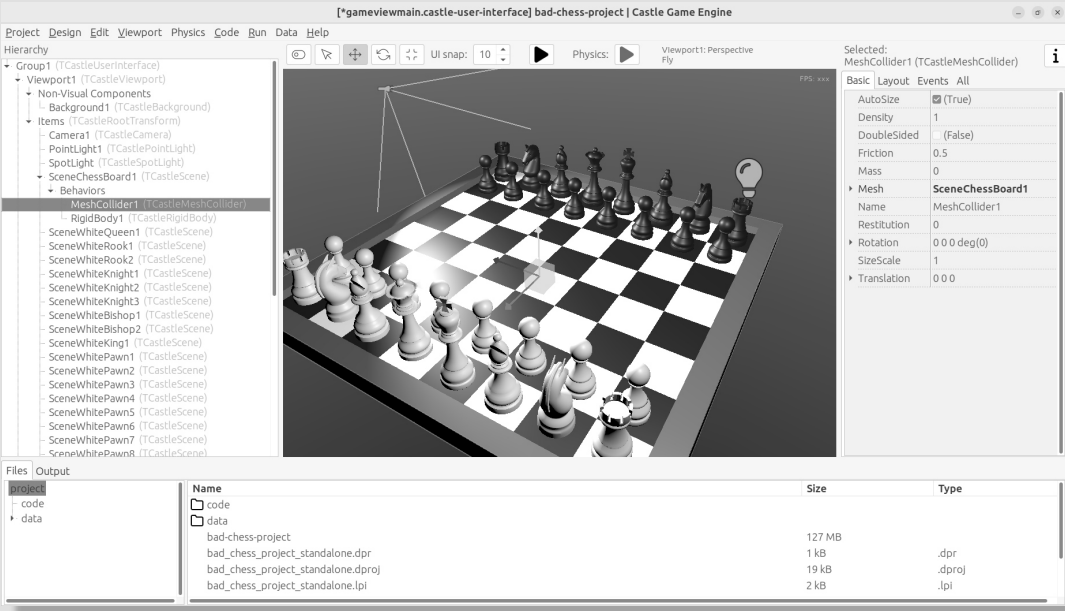 [*gameviewmain.castle-user-interface] bad-chess-project | Castle Game Engine
Project Design Edit Viewport Physics Code Run Data Help
Hierarchy
Group1 (TCastleUserInterface)
Viewport1 (TCastleViewport)
Non-Visual Components
Background1 (TCastleBackground)
Items (TCastleRootTransform)
Camera1 (TCastleCamera)
PointLight1 (TCastlePointLight)
SpotLight (TCastleSpotLight)
SceneChessBoard1 (TCastleScene)
Behaviors
MeshCollider1 (TCastleMeshCollider)
RigidBody1 (TCastleRigidBody)
SceneWhiteQueen1 (TCastleScene)
SceneWhiteRook1 (TCastleScene)
SceneWhiteRook2 (TCastleScene)
SceneWhiteKnight1 (TCastleScene)
SceneWhiteKnight2 (TCastleScene)
SceneWhiteKnight3 (TCastleScene)
SceneWhiteBishop1 (TCastleScene)
SceneWhiteBishop2 (TCastleScene)
SceneWhiteKing1 (TCastleScene)
SceneWhitePawn1 (TCastleScene)
SceneWhitePawn2 (TCastleScene)
SceneWhitePawn3 (TCastleScene)
SceneWhitePawn4 (TCastleScene)
SceneWhitePawn5 (TCastleScene)
SceneWhitePawn6 (TCastleScene)
SceneWhitePawn7 (TCastleScene)
SceneWhitePawn8 (TCastleScene)
UI snap: 10 Physics:
Viewport1: Perspective
Fly
FPS: xxx
Selected:
MeshCollider1 (TCastleMeshCollider)
i
Basic Layout Events All
AutoSize (True)
Density 1
DoubleSided (False)
Friction 0.5
Mass 0
Mesh SceneChessBoard1
Name MeshCollider1
Restitution 0
Rotation 0 0 0 deg(0)
SizeScale 1
Translation 0 0 0
Files Output
project
code
data
Name Size Type
code
data
bad-chess-project 127 MB
bad_chess_project_standalone.dpr 1 kB .dpr
bad_chess_project_standalone.dproj 19 kB .dproj
bad_chess_project_standalone.lpi 2 kB .lpi